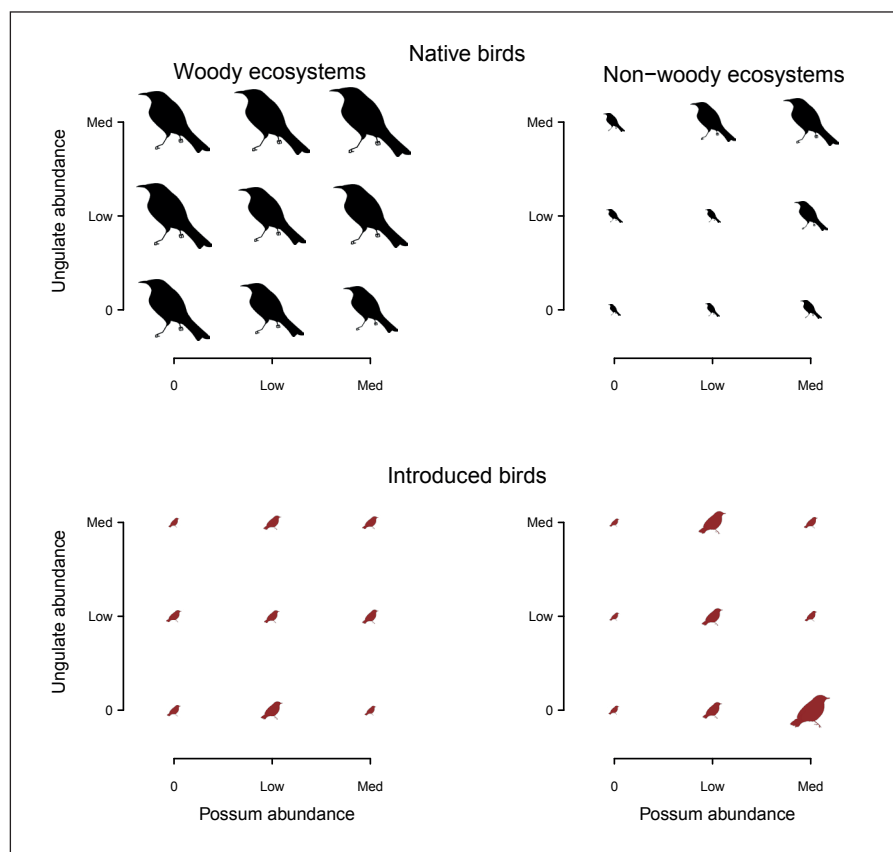 Native birds
Woody ecosystems
Non−woody ecosystems
Ungulate abundance
Med
Low
0
0
Low
Med
Med
Low
0
0
Low
Med
Introduced birds
Ungulate abundance
Med
Low
0
0
Low
Med
Possum abundance
Med
Low
0
0
Low
Med
Possum abundance